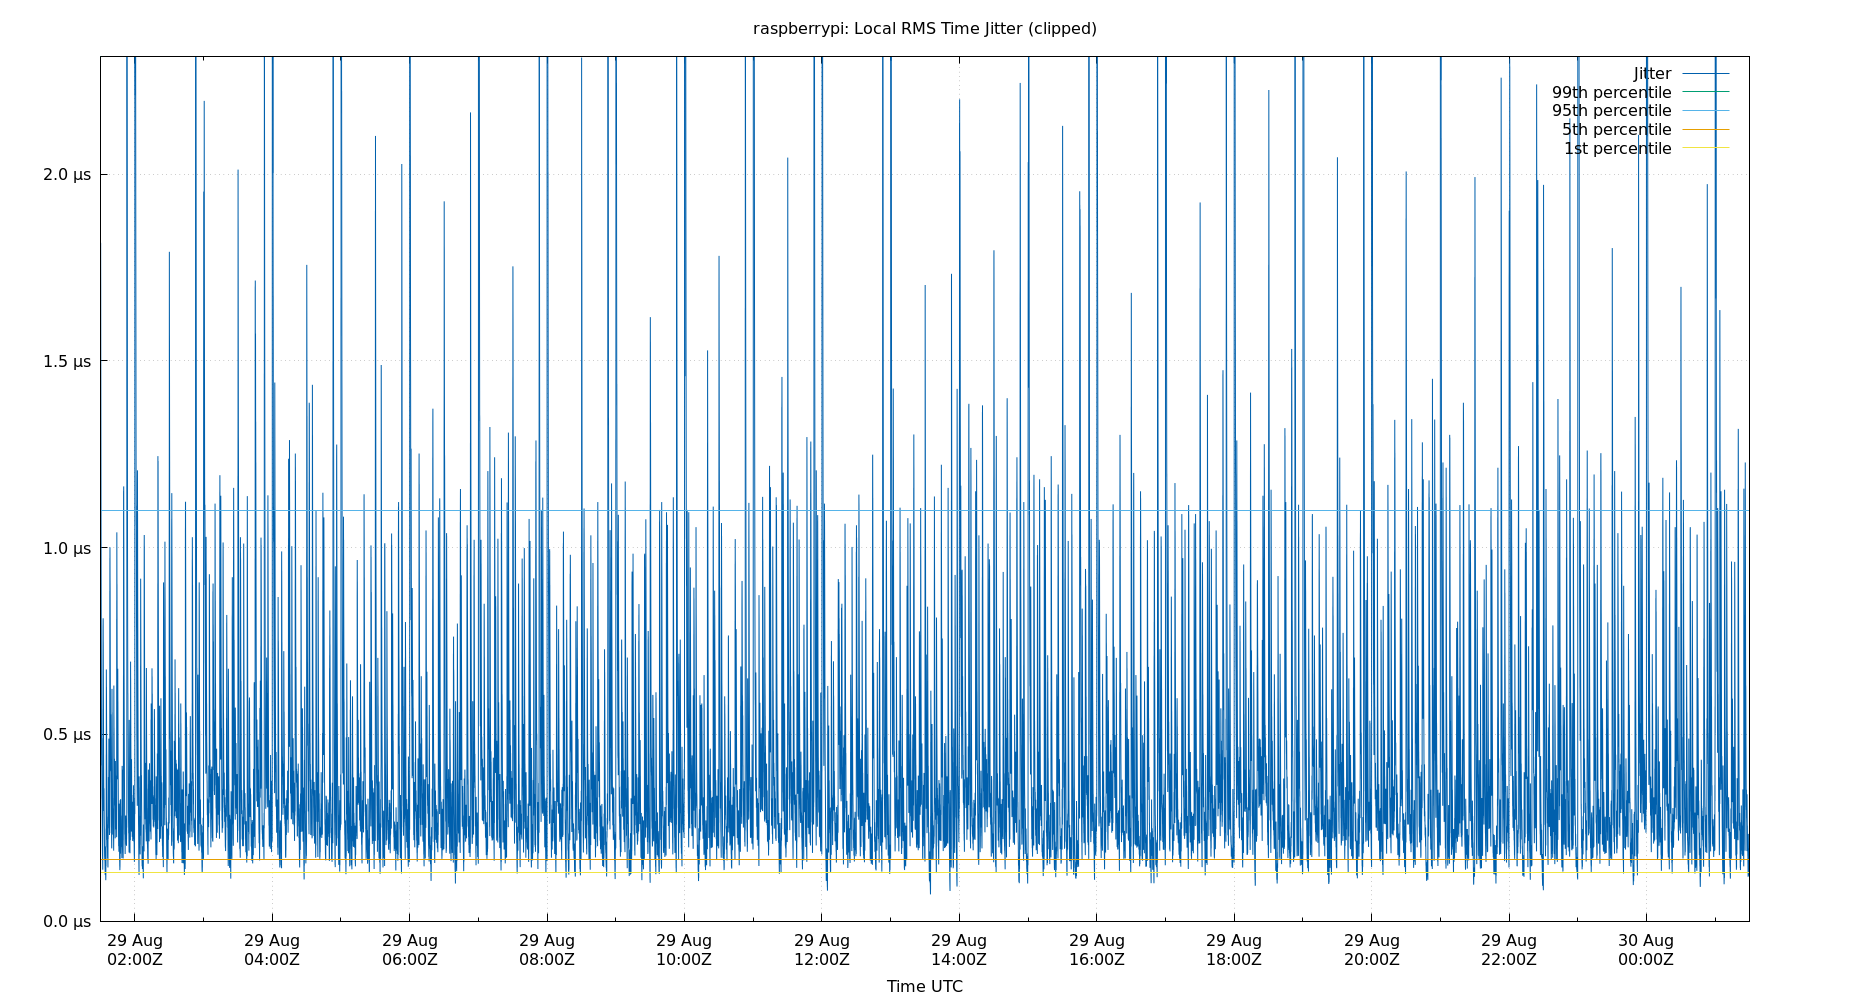 raspberrypi: Local RMS Time Jitter (clipped)
Jitter
99th percentile
95th percentile
5th percentile
1st percentile
2.0 μs
1.5 μs
1.0 μs
0.5 μs
0.0 μs
29 Aug 29 Aug 29 Aug 29 Aug 29 Aug 29 Aug 29 Aug 29 Aug 29 Aug 29 Aug 29 Aug 30 Aug
02:00Z 04:00Z 06:00Z 08:00Z 10:00Z 12:00Z 14:00Z 16:00Z 18:00Z 20:00Z 22:00Z 00:00Z
Time UTC